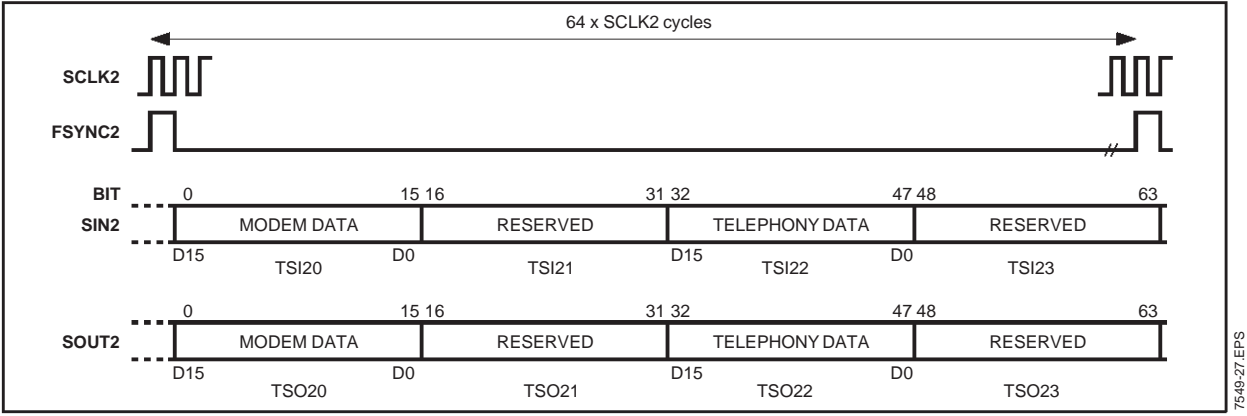 64 x SCLK2 cycles
SCLK2
FSYNC2
BIT 0 15 16 31 32 47 48 63
SIN2 MODEM DATA RESERVED TELEPHONY DATA RESERVED
D15 D0 D15 D0
TSI20 TSI21 TSI22 TSI23
0 15 16 31 32 47 48 63
SOUT2 MODEM DATA RESERVED TELEPHONY DATA RESERVED
D15 D0 D15 D0
TSO20 TSO21 TSO22 TSO23
7549-27.EPS